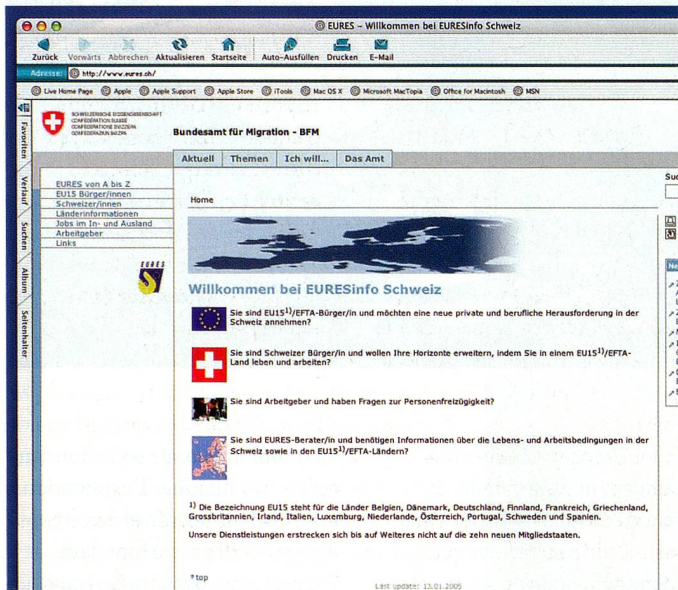 EURES – Willkommen bei EURESinfo Schweiz
Zurück Vorwärts Abbrechen Aktualisieren Startseite Auto-Ausfüllen Drucken E-Mail
Adresse: http://www.eures.ch/
Live Home Page Apple Apple Support Apple Store iTools Mac OS X Microsoft MacTopia Office for Macintosh MSN
Favoriten
Verlauf
Suchen
Album
Seitenhalter
SCHWEIZERISCHE EIDGENOSSENSCHAFT
CONFÉDÉRATION SUISSE
CONFEDERAZIONE SVIZZERA
CONFEDERAZIUN SVIZRA
Bundesamt für Migration - BFM
Aktuell Themen Ich will... Das Amt
EURES von A bis Z
EU15 Bürger/innen
Schweizer/innen
Länderinformationen
Jobs im In- und Ausland
Arbeitgeber
Links
EURES
Home
Willkommen bei EURESinfo Schweiz
Sie sind EU15¹⁾/EFTA-Bürger/in und möchten eine neue private und berufliche Herausforderung in der
Schweiz annehmen?
Sie sind Schweizer Bürger/in und wollen Ihre Horizonte erweitern, indem Sie in einem EU15¹⁾/EFTA-
Land leben und arbeiten?
Sie sind Arbeitgeber und haben Fragen zur Personenfreizügigkeit?
Sie sind EURES-Berater/in und benötigen Informationen über die Lebens- und Arbeitsbedingungen in der
Schweiz sowie in den EU15¹⁾/EFTA-Ländern?
¹⁾ Die Bezeichnung EU15 steht für die Länder Belgien, Dänemark, Deutschland, Finnland, Frankreich, Griechenland,
Grossbritannien, Irland, Italien, Luxemburg, Niederlande, Österreich, Portugal, Schweden und Spanien.
Unsere Dienstleistungen erstrecken sich bis auf Weiteres nicht auf die zehn neuen Mitgliedstaaten.
top
Last update: 13.01.2005